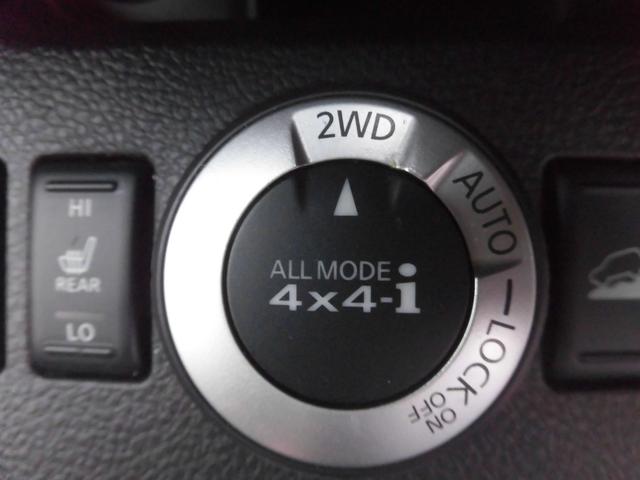 HI
REAR
LO
2WD
AUTO
LOCK
ON
OFF
ALL MODE
4x4-i